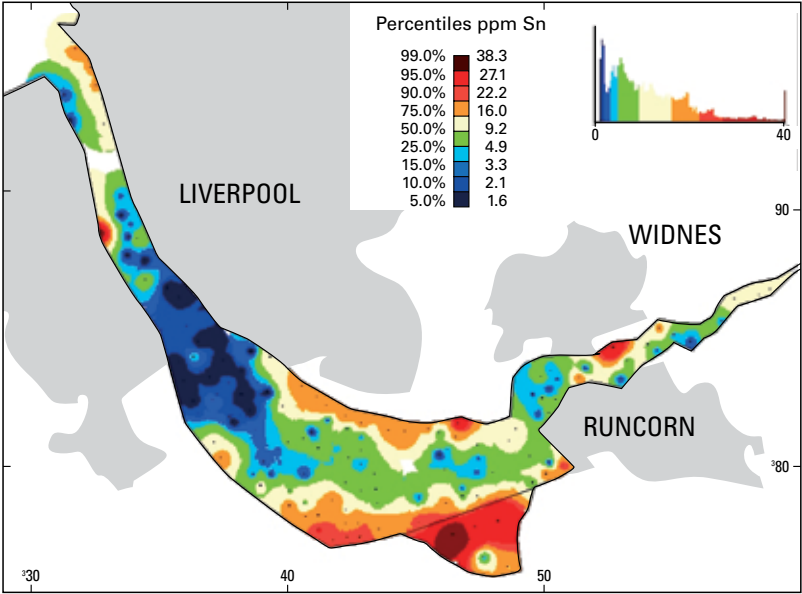 Percentiles ppm Sn
99.0% 38.3
95.0% 27.1
90.0% 22.2
75.0% 16.0
50.0% 9.2
25.0% 4.9
15.0% 3.3
10.0% 2.1
5.0% 1.6
0 40
LIVERPOOL
90
WIDNES
RUNCORN
³80
³30 40 50